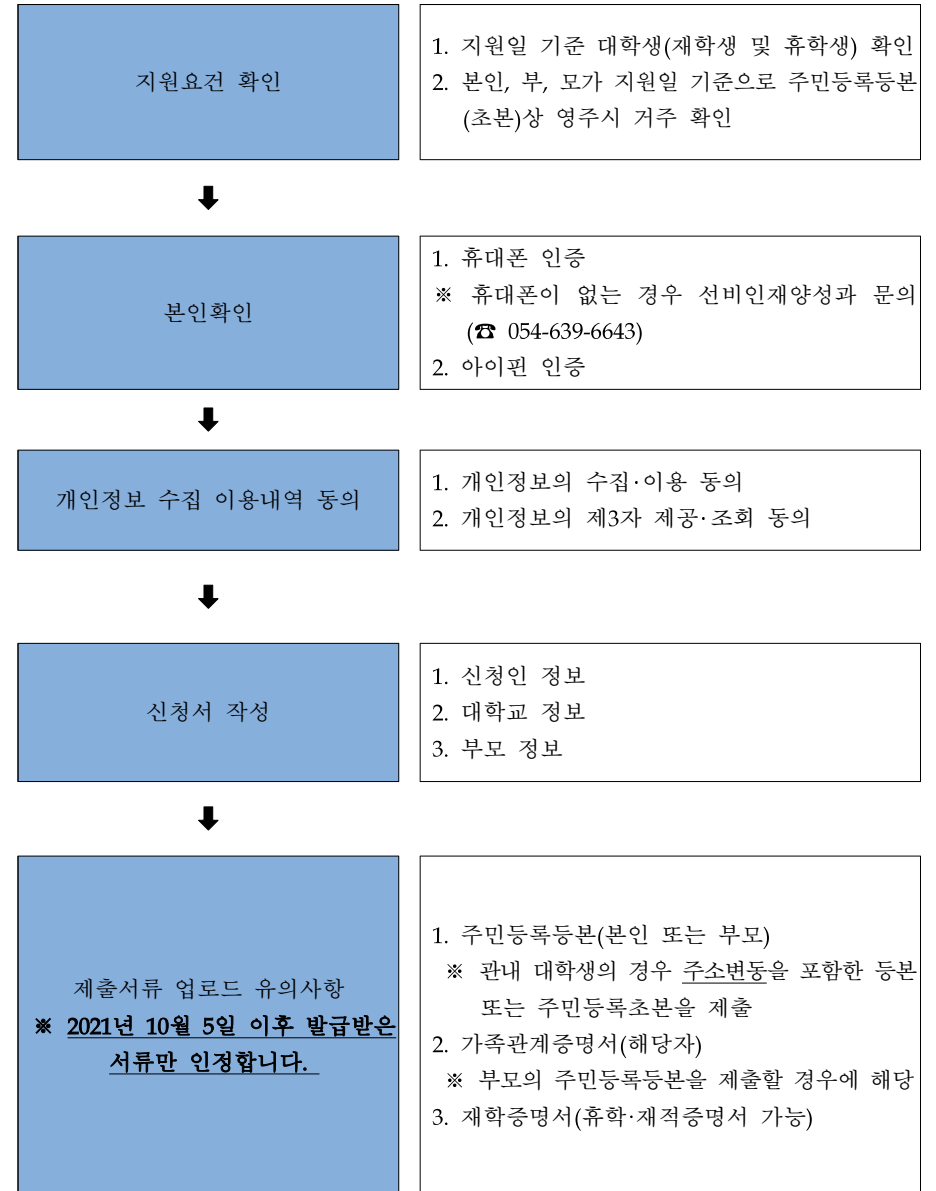 지원요건 확인
1. 지원일 기준 대학생(재학생 및 휴학생) 확인
2. 본인, 부, 모가 지원일 기준으로 주민등록등본
(초본)상 영주시 거주 확인
본인확인
1. 휴대폰 인증
※ 휴대폰이 없는 경우 선비인재양성과 문의
(☎ 054-639-6643)
2. 아이핀 인증
개인정보 수집 이용내역 동의
1. 개인정보의 수집·이용 동의
2. 개인정보의 제3자 제공·조회 동의
신청서 작성
1. 신청인 정보
2. 대학교 정보
3. 부모 정보
제출서류 업로드 유의사항
※ 2021년 10월 5일 이후 발급받은
서류만 인정합니다.
1. 주민등록등본(본인 또는 부모)
※ 관내 대학생의 경우 주소변동을 포함한 등본
또는 주민등록초본을 제출
2. 가족관계증명서(해당자)
※ 부모의 주민등록등본을 제출할 경우에 해당
3. 재학증명서(휴학·재적증명서 가능)